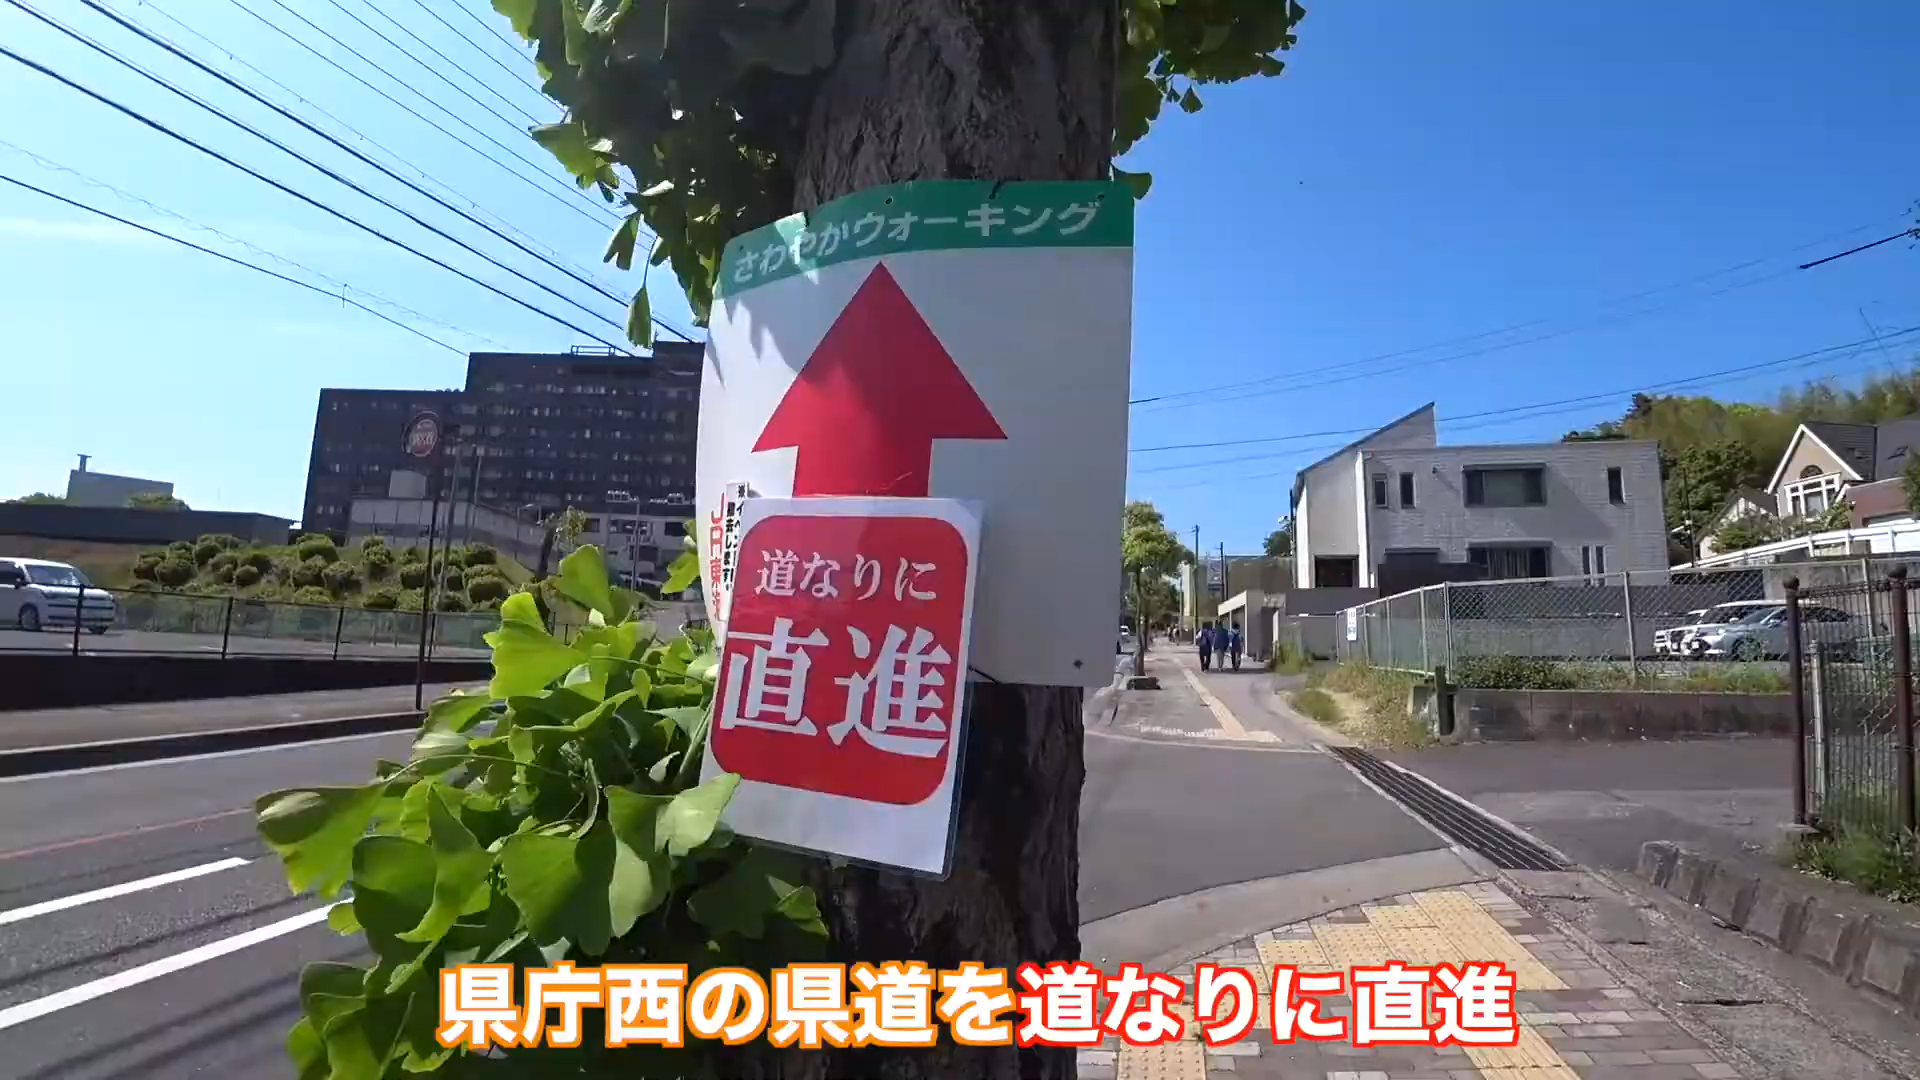 さわやかウォーキング
道なりに
直進
県庁西の県道を道なりに直進